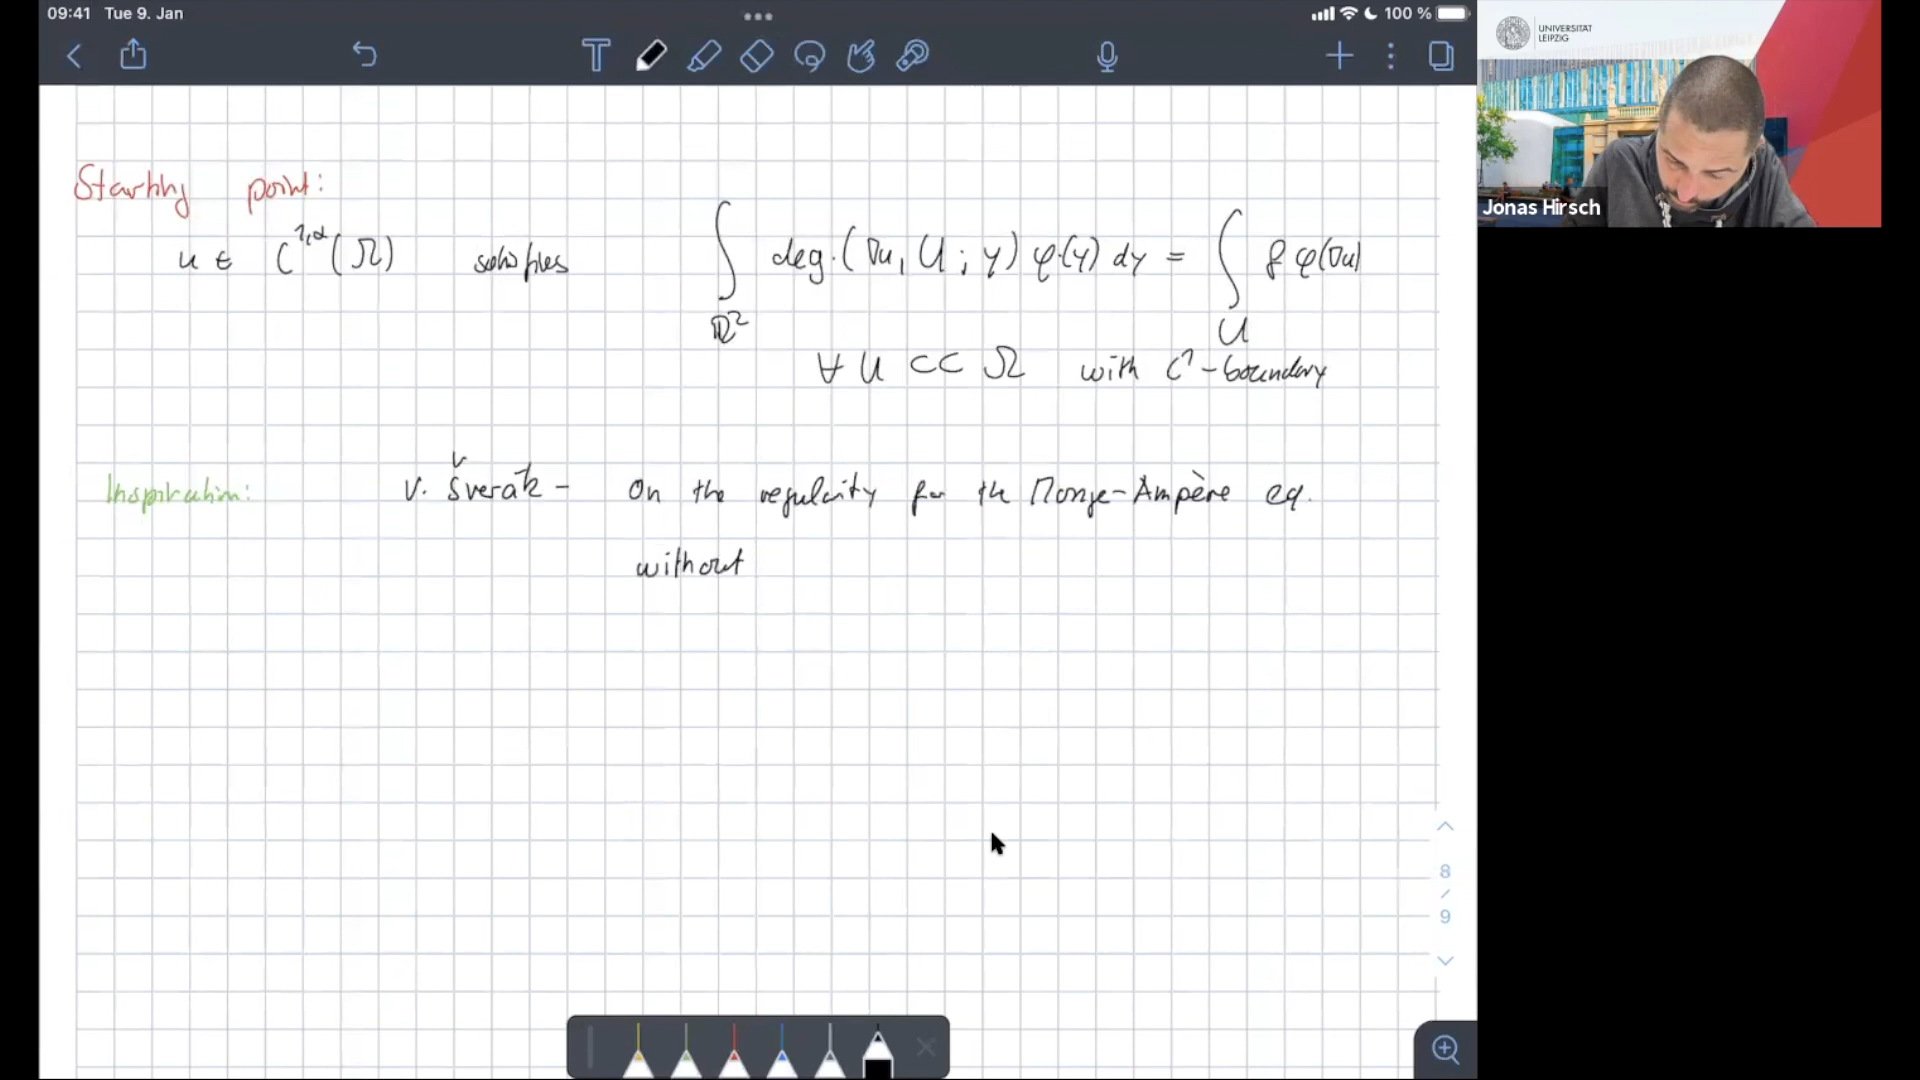 09:41 Tue 9. Jan
100 %
UNIVERSITÄT
LEIPZIG
Jonas Hirsch
Starting point:
u ∈ C^{1,α}(Ω) satisfies ∫_{ℝ²} deg.(∇u, U; y) φ(y) dy = ∫_U f φ(∇u)
∀ U ⊂⊂ Ω with C¹-boundary
Inspiration: V. Šverák - On the regularity for the Monge-Ampère eq.
without
8
/
9